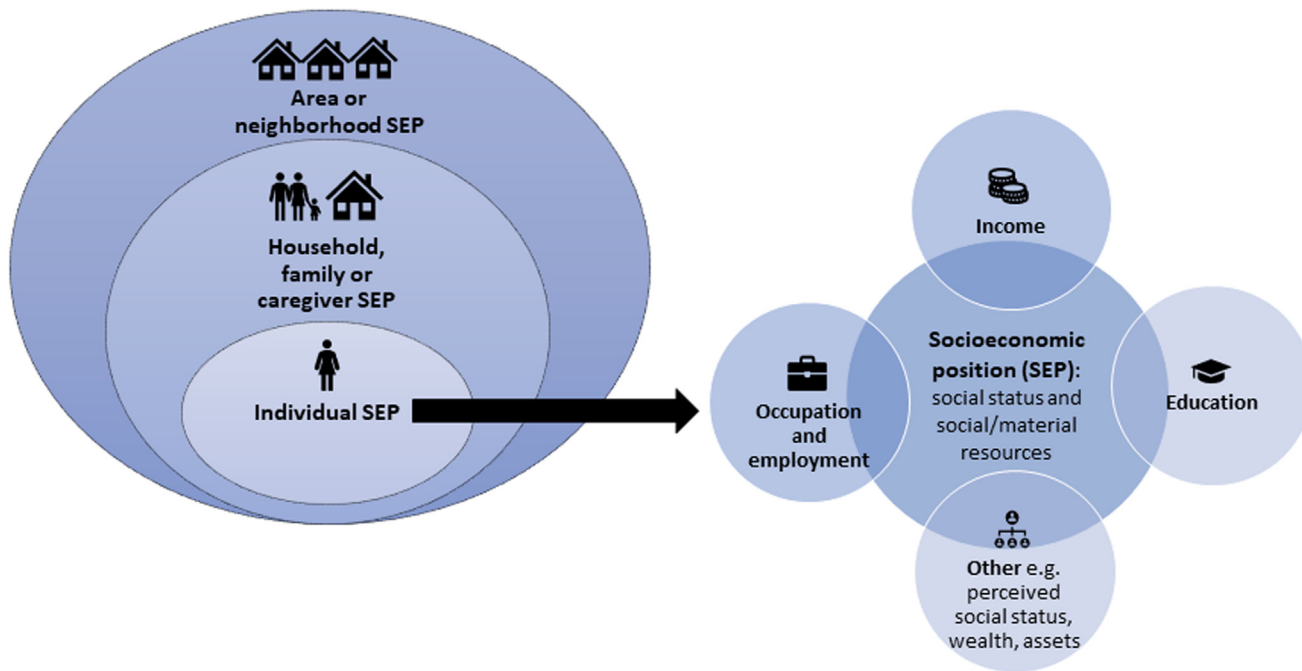 Area or
neighborhood SEP
Household,
family or
caregiver SEP
Individual SEP
Income
Socioeconomic
position (SEP):
social status and
social/material
resources
Occupation
and
employment
Education
Other e.g.
perceived
social status,
wealth, assets